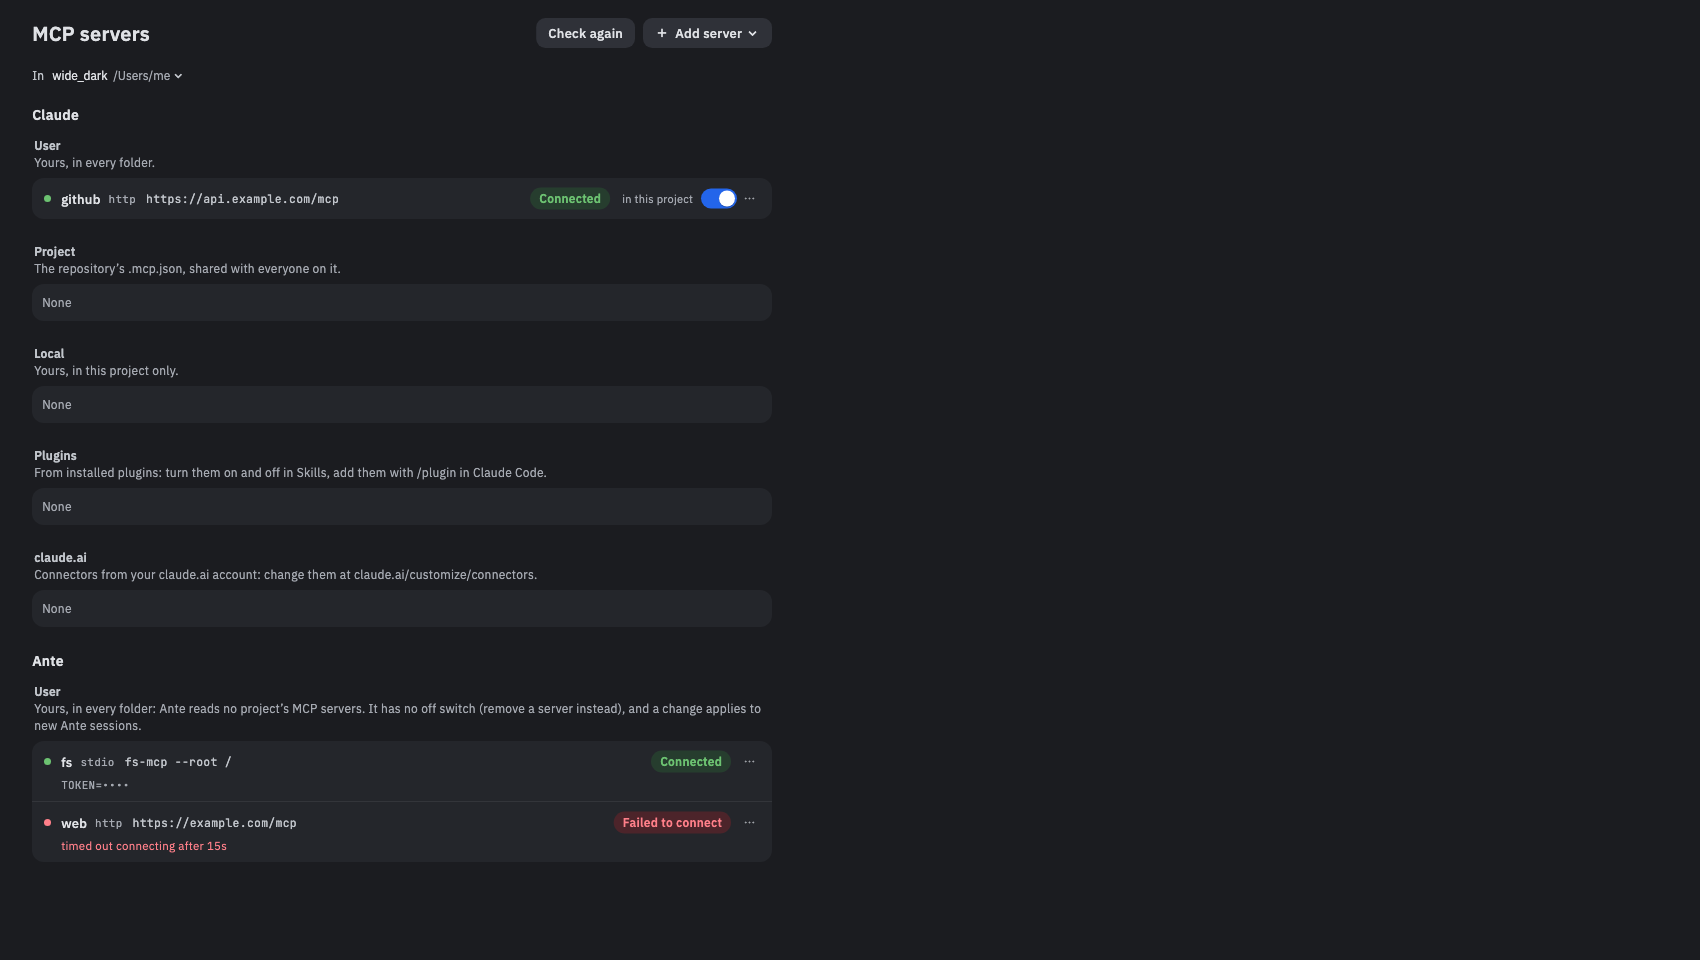 MCP servers
Check again
+ Add server
In wide_dark /Users/me
Claude
User
Yours, in every folder.
github http https://api.example.com/mcp Connected in this project ···
Project
The repository’s .mcp.json, shared with everyone on it.
None
Local
Yours, in this project only.
None
Plugins
From installed plugins: turn them on and off in Skills, add them with /plugin in Claude Code.
None
claude.ai
Connectors from your claude.ai account: change them at claude.ai/customize/connectors.
None
Ante
User
Yours, in every folder: Ante reads no project’s MCP servers. It has no off switch (remove a server instead), and a change applies to
new Ante sessions.
fs stdio fs-mcp --root / Connected ···
TOKEN=••••
web http https://example.com/mcp Failed to connect ···
timed out connecting after 15s